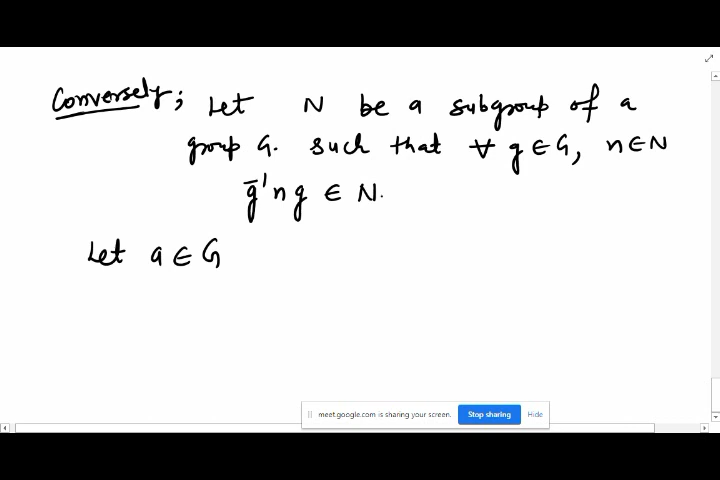 Conversely; Let N be a subgroup of a
group G. such that ∀ g ∈ G, n ∈ N
g⁻¹ n g ∈ N.
Let a ∈ G
meet.google.com is sharing your screen. Stop sharing Hide